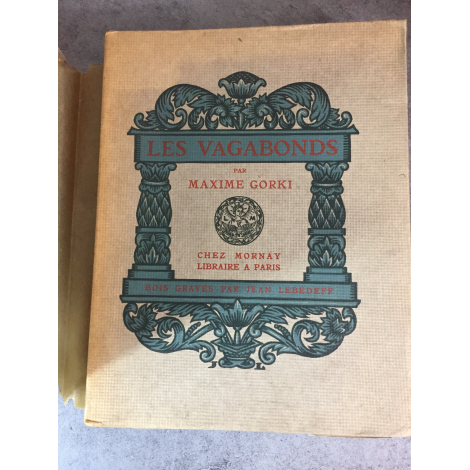 LES VAGABONDS
PAR
MAXIME GORKI
CHEZ MORNAY
LIBRAIRE A PARIS
BOIS GRAVÉS PAR JEAN LEBEDEFF